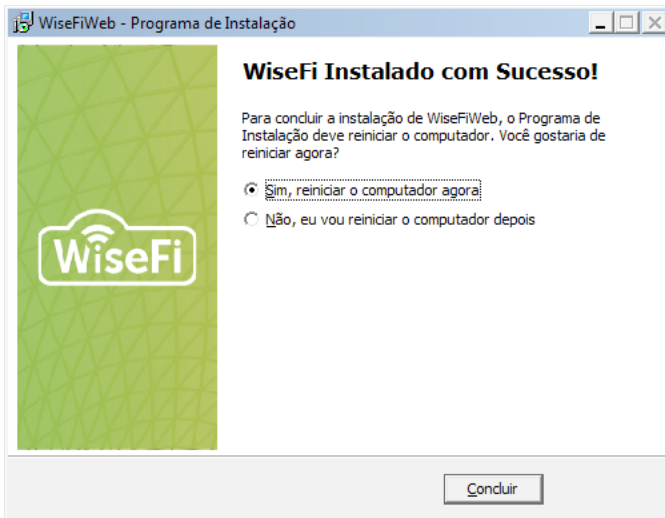 WiseFiWeb - Programa de Instalação
WiseFi Instalado com Sucesso!
Para concluir a instalação de WiseFiWeb, o Programa de
Instalação deve reiniciar o computador. Você gostaria de
reiniciar agora?
Sim, reiniciar o computador agora
Não, eu vou reiniciar o computador depois
WiseFi
Concluir